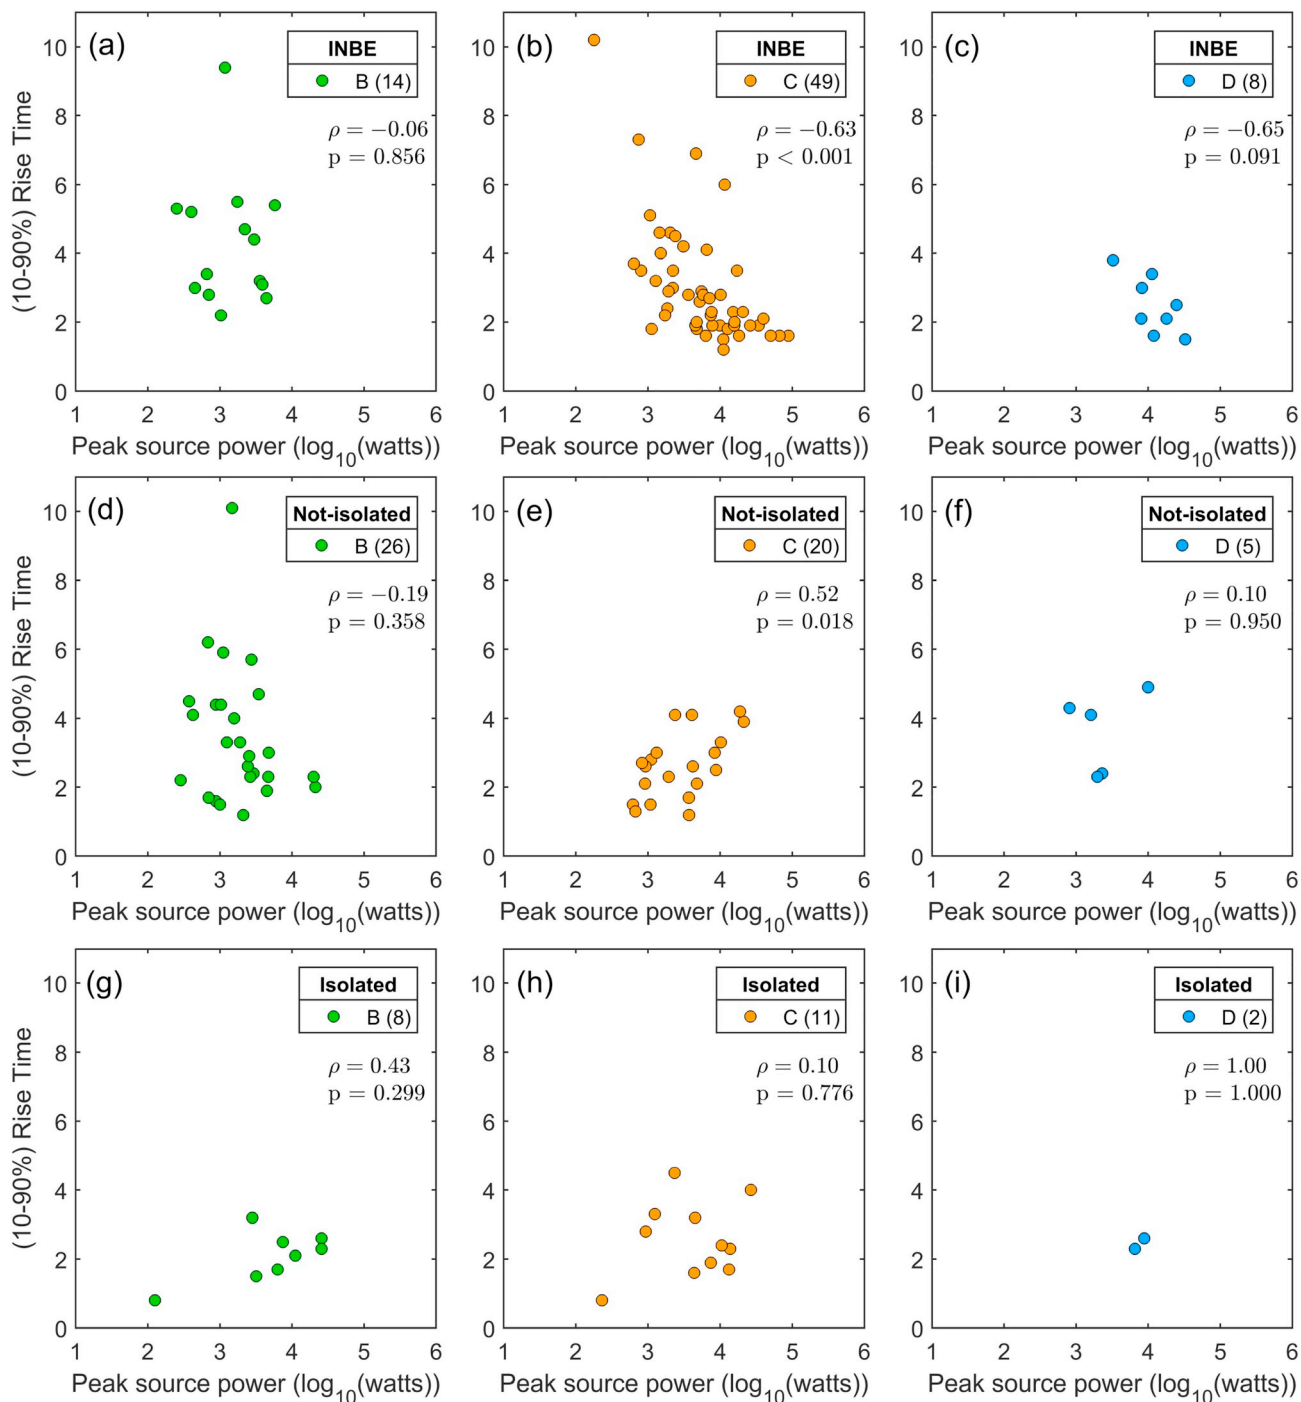 (a)
INBE
B (14)
ρ = −0.06
p = 0.856
10
8
6
4
2
0
1 2 3 4 5 6
(10-90%) Rise Time
Peak source power (log10(watts))
(b)
INBE
C (49)
ρ = −0.63
p < 0.001
10
8
6
4
2
0
1 2 3 4 5 6
Peak source power (log10(watts))
(c)
INBE
D (8)
ρ = −0.65
p = 0.091
10
8
6
4
2
0
1 2 3 4 5 6
Peak source power (log10(watts))
(d)
Not-isolated
B (26)
ρ = −0.19
p = 0.358
10
8
6
4
2
0
1 2 3 4 5 6
(10-90%) Rise Time
Peak source power (log10(watts))
(e)
Not-isolated
C (20)
ρ = 0.52
p = 0.018
10
8
6
4
2
0
1 2 3 4 5 6
Peak source power (log10(watts))
(f)
Not-isolated
D (5)
ρ = 0.10
p = 0.950
10
8
6
4
2
0
1 2 3 4 5 6
Peak source power (log10(watts))
(g)
Isolated
B (8)
ρ = 0.43
p = 0.299
10
8
6
4
2
0
1 2 3 4 5 6
(10-90%) Rise Time
Peak source power (log10(watts))
(h)
Isolated
C (11)
ρ = 0.10
p = 0.776
10
8
6
4
2
0
1 2 3 4 5 6
Peak source power (log10(watts))
(i)
Isolated
D (2)
ρ = 1.00
p = 1.000
10
8
6
4
2
0
1 2 3 4 5 6
Peak source power (log10(watts))